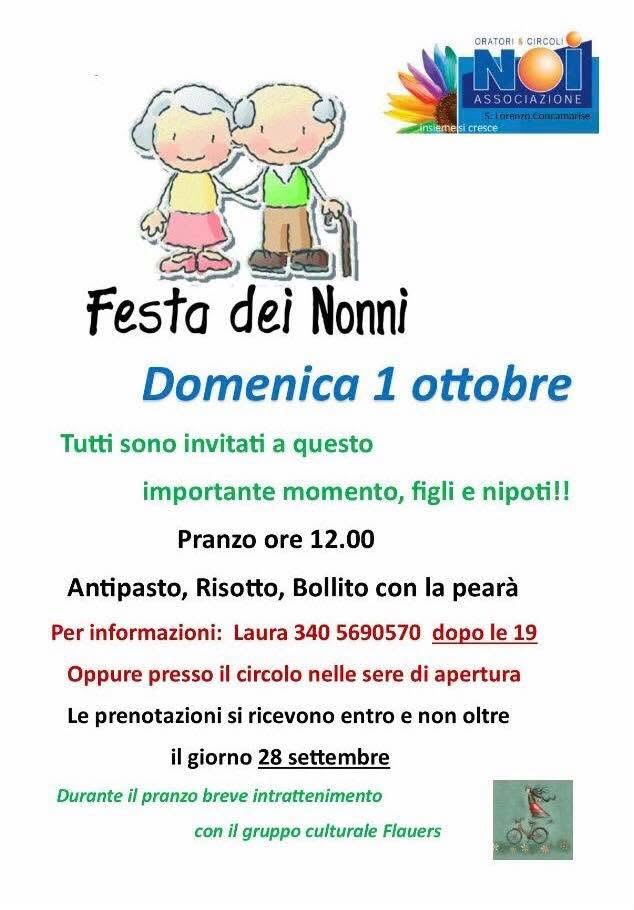 ORATORI & CIRCOLI
NOI
ASSOCIAZIONE
S. Lorenzo Concamarise
insieme si cresce
Festa dei Nonni
Domenica 1 ottobre
Tutti sono invitati a questo
importante momento, figli e nipoti!!
Pranzo ore 12.00
Antipasto, Risotto, Bollito con la pearà
Per informazioni: Laura 340 5690570 dopo le 19
Oppure presso il circolo nelle sere di apertura
Le prenotazioni si ricevono entro e non oltre
il giorno 28 settembre
Durante il pranzo breve intrattenimento
con il gruppo culturale Flauers